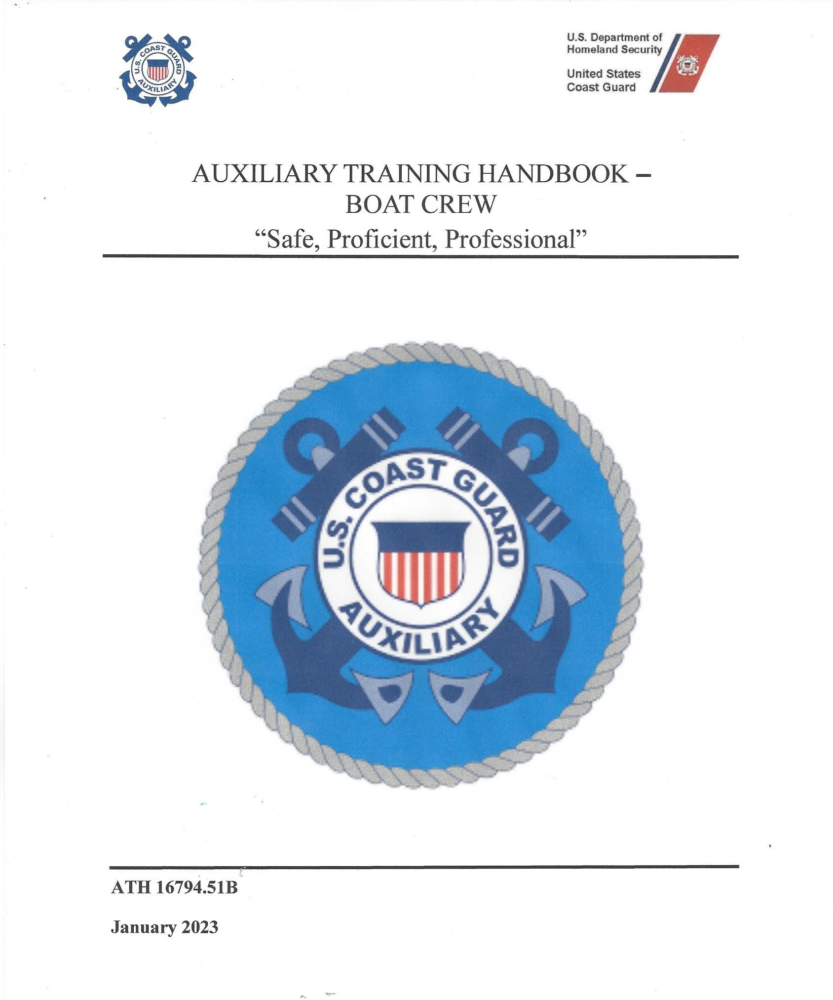 U.S. COAST GUARD
AUXILIARY
U.S. Department of
Homeland Security
United States
Coast Guard
AUXILIARY TRAINING HANDBOOK –
BOAT CREW
“Safe, Proficient, Professional”
U.S. COAST GUARD
AUXILIARY
ATH 16794.51B
January 2023